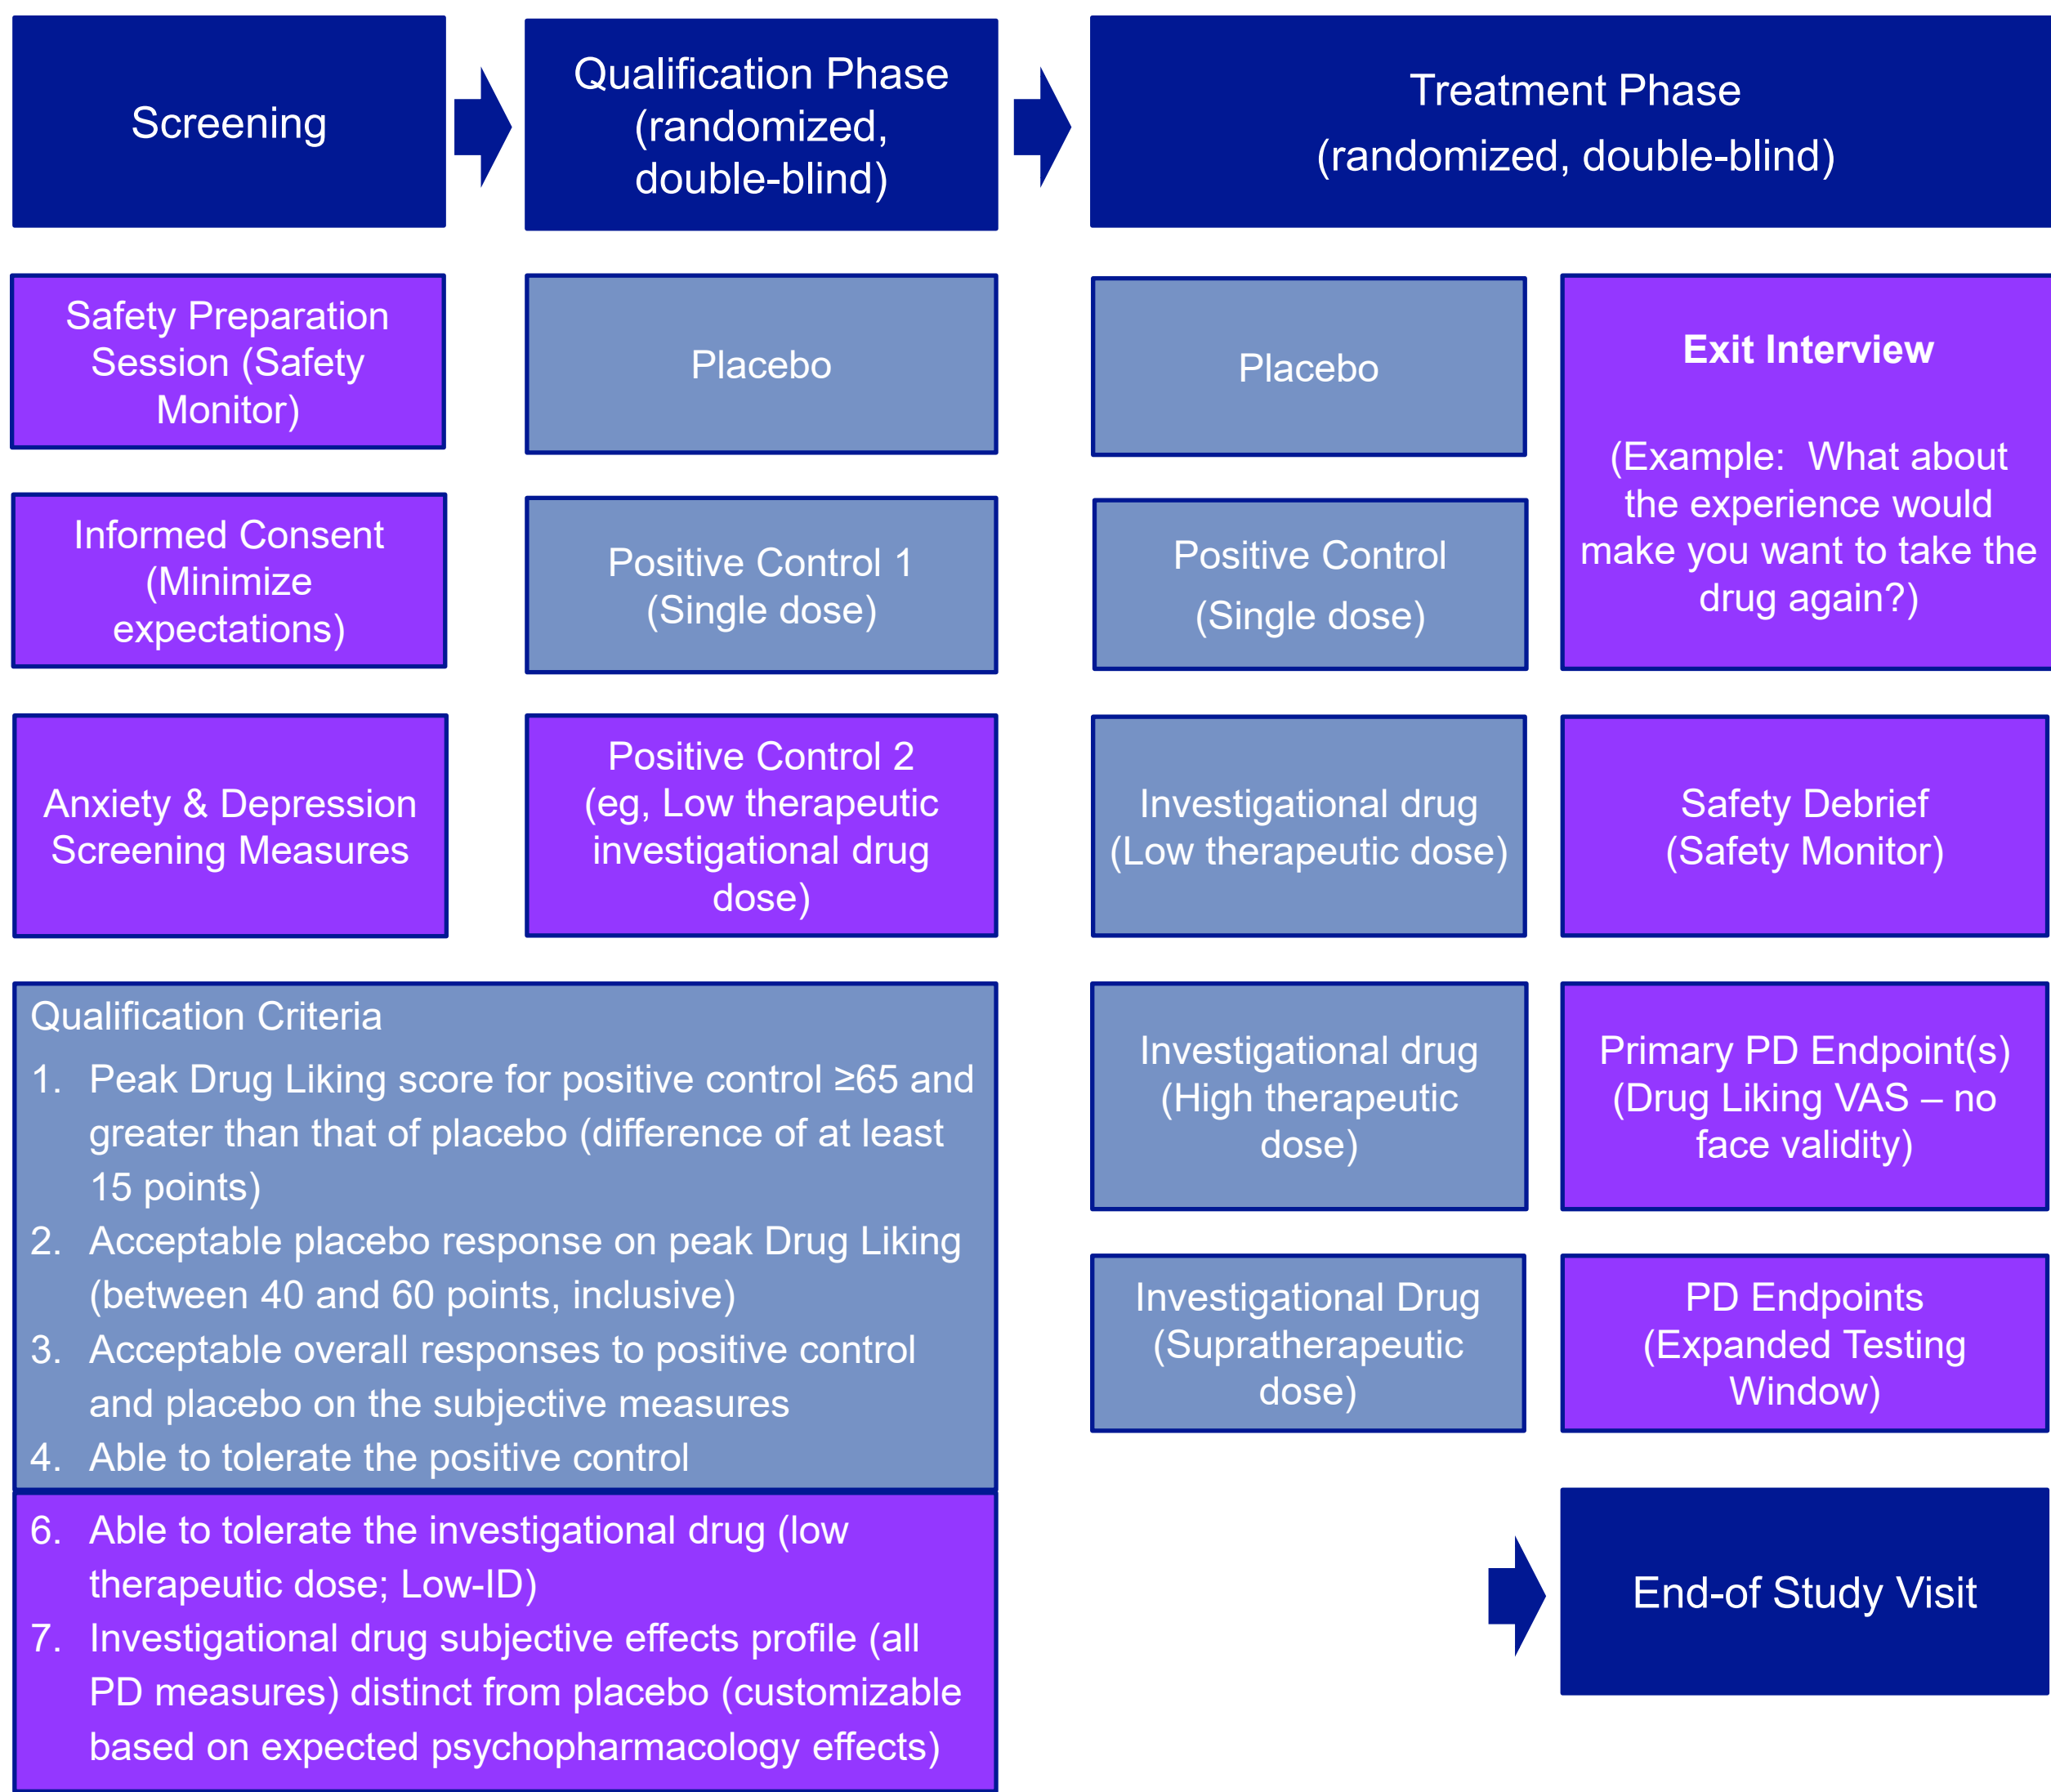 Screening
Qualification Phase
(randomized,
double-blind)
Treatment Phase
(randomized, double-blind)
Safety Preparation
Session (Safety
Monitor)
Informed Consent
(Minimize
expectations)
Anxiety & Depression
Screening Measures
Placebo
Positive Control 1
(Single dose)
Positive Control 2
(eg, Low therapeutic
investigational drug
dose)
Qualification Criteria
1. Peak Drug Liking score for positive control ≥65 and
greater than that of placebo (difference of at least
15 points)
2. Acceptable placebo response on peak Drug Liking
(between 40 and 60 points, inclusive)
3. Acceptable overall responses to positive control
and placebo on the subjective measures
4. Able to tolerate the positive control
6. Able to tolerate the investigational drug (low
therapeutic dose; Low-ID)
7. Investigational drug subjective effects profile (all
PD measures) distinct from placebo (customizable
based on expected psychopharmacology effects)
Placebo
Positive Control
(Single dose)
Investigational drug
(Low therapeutic dose)
Investigational drug
(High therapeutic
dose)
Investigational Drug
(Supratherapeutic
dose)
Exit Interview
(Example:  What about
the experience would
make you want to take the
drug again?)
Safety Debrief
(Safety Monitor)
Primary PD Endpoint(s)
(Drug Liking VAS – no
face validity)
PD Endpoints
(Expanded Testing
Window)
End-of Study Visit